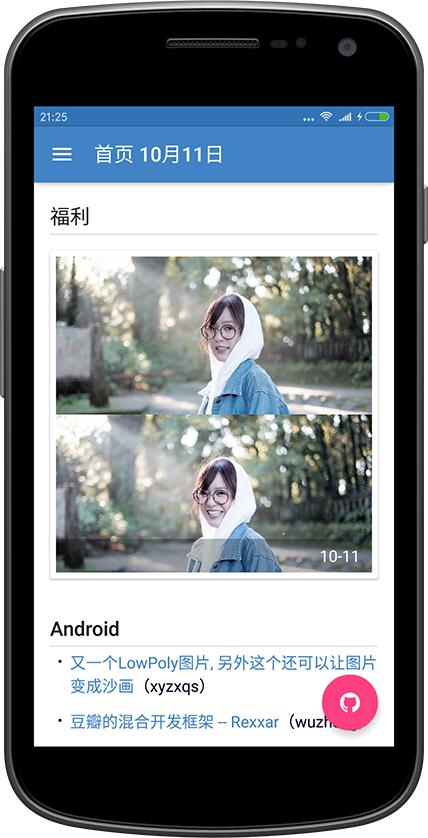 21:25
首页 10月11日
福利
10-11
Android
又一个LowPoly图片, 另外这个还可以让图片
变成沙画（xyzxqs）
豆瓣的混合开发框架 -- Rexxar（wuzh